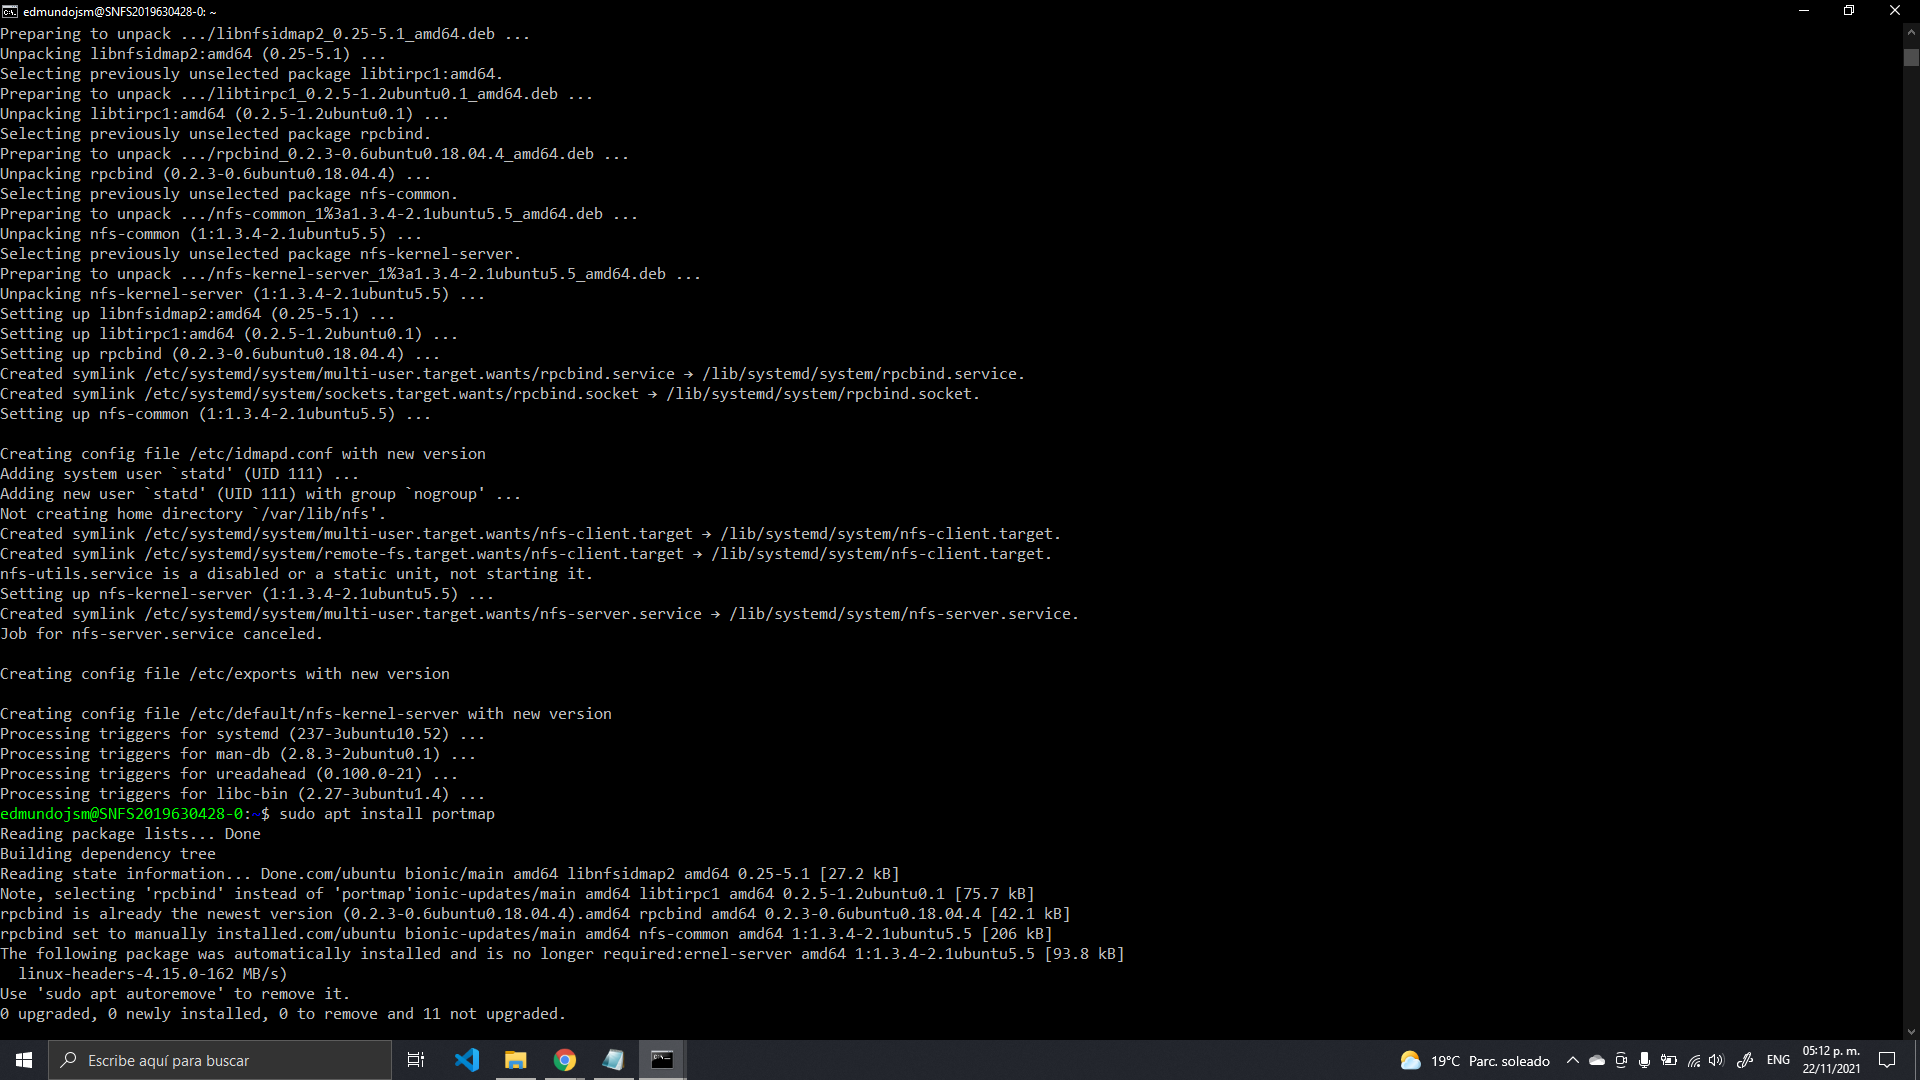 edmundojsm@SNFS2019630428-0: ~
Preparing to unpack .../libnfsidmap2_0.25-5.1_amd64.deb ...
Unpacking libnfsidmap2:amd64 (0.25-5.1) ...
Selecting previously unselected package libtirpc1:amd64.
Preparing to unpack .../libtirpc1_0.2.5-1.2ubuntu0.1_amd64.deb ...
Unpacking libtirpc1:amd64 (0.2.5-1.2ubuntu0.1) ...
Selecting previously unselected package rpcbind.
Preparing to unpack .../rpcbind_0.2.3-0.6ubuntu0.18.04.4_amd64.deb ...
Unpacking rpcbind (0.2.3-0.6ubuntu0.18.04.4) ...
Selecting previously unselected package nfs-common.
Preparing to unpack .../nfs-common_1%3a1.3.4-2.1ubuntu5.5_amd64.deb ...
Unpacking nfs-common (1:1.3.4-2.1ubuntu5.5) ...
Selecting previously unselected package nfs-kernel-server.
Preparing to unpack .../nfs-kernel-server_1%3a1.3.4-2.1ubuntu5.5_amd64.deb ...
Unpacking nfs-kernel-server (1:1.3.4-2.1ubuntu5.5) ...
Setting up libnfsidmap2:amd64 (0.25-5.1) ...
Setting up libtirpc1:amd64 (0.2.5-1.2ubuntu0.1) ...
Setting up rpcbind (0.2.3-0.6ubuntu0.18.04.4) ...
Created symlink /etc/systemd/system/multi-user.target.wants/rpcbind.service → /lib/systemd/system/rpcbind.service.
Created symlink /etc/systemd/system/sockets.target.wants/rpcbind.socket → /lib/systemd/system/rpcbind.socket.
Setting up nfs-common (1:1.3.4-2.1ubuntu5.5) ...
Creating config file /etc/idmapd.conf with new version
Adding system user `statd' (UID 111) ...
Adding new user `statd' (UID 111) with group `nogroup' ...
Not creating home directory `/var/lib/nfs'.
Created symlink /etc/systemd/system/multi-user.target.wants/nfs-client.target → /lib/systemd/system/nfs-client.target.
Created symlink /etc/systemd/system/remote-fs.target.wants/nfs-client.target → /lib/systemd/system/nfs-client.target.
nfs-utils.service is a disabled or a static unit, not starting it.
Setting up nfs-kernel-server (1:1.3.4-2.1ubuntu5.5) ...
Created symlink /etc/systemd/system/multi-user.target.wants/nfs-server.service → /lib/systemd/system/nfs-server.service.
Job for nfs-server.service canceled.
Creating config file /etc/exports with new version
Creating config file /etc/default/nfs-kernel-server with new version
Processing triggers for systemd (237-3ubuntu10.52) ...
Processing triggers for man-db (2.8.3-2ubuntu0.1) ...
Processing triggers for ureadahead (0.100.0-21) ...
Processing triggers for libc-bin (2.27-3ubuntu1.4) ...
edmundojsm@SNFS2019630428-0:~$ sudo apt install portmap
Reading package lists... Done
Building dependency tree
Reading state information... Done.com/ubuntu bionic/main amd64 libnfsidmap2 amd64 0.25-5.1 [27.2 kB]
Note, selecting 'rpcbind' instead of 'portmap'ionic-updates/main amd64 libtirpc1 amd64 0.2.5-1.2ubuntu0.1 [75.7 kB]
rpcbind is already the newest version (0.2.3-0.6ubuntu0.18.04.4).amd64 rpcbind amd64 0.2.3-0.6ubuntu0.18.04.4 [42.1 kB]
rpcbind set to manually installed.com/ubuntu bionic-updates/main amd64 nfs-common amd64 1:1.3.4-2.1ubuntu5.5 [206 kB]
The following package was automatically installed and is no longer required:ernel-server amd64 1:1.3.4-2.1ubuntu5.5 [93.8 kB]
  linux-headers-4.15.0-162 MB/s)
Use 'sudo apt autoremove' to remove it.
0 upgraded, 0 newly installed, 0 to remove and 11 not upgraded.
Escribe aquí para buscar
19°C Parc. soleado
ENG
05:12 p. m.
22/11/2021